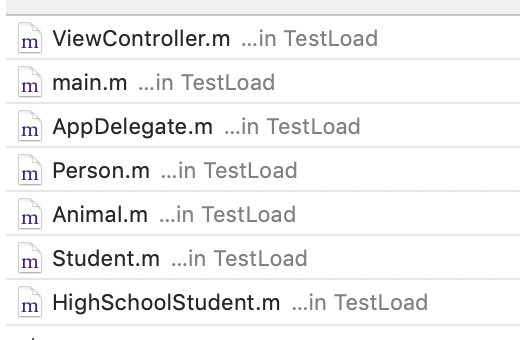 m ViewController.m ...in TestLoad
m main.m ...in TestLoad
m AppDelegate.m ...in TestLoad
m Person.m ...in TestLoad
m Animal.m ...in TestLoad
m Student.m ...in TestLoad
m HighSchoolStudent.m ...in TestLoad